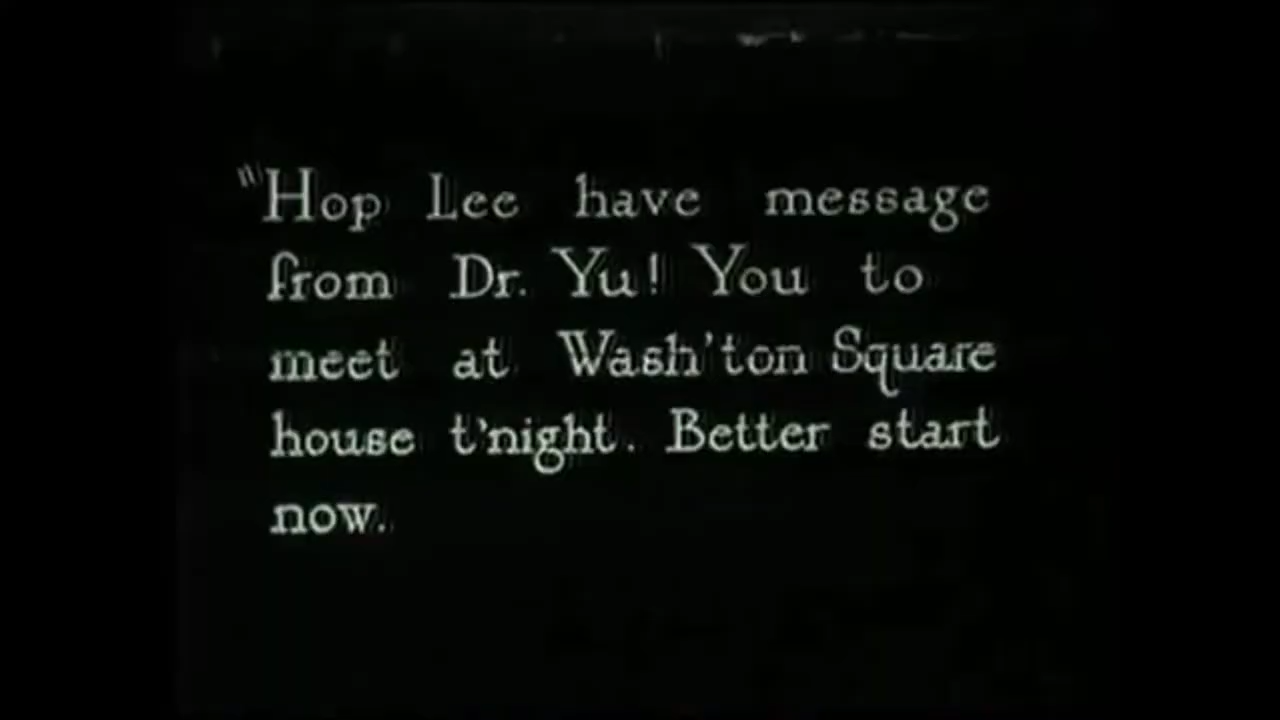 "Hop Lee have message
from Dr. Yu! You to
meet at Wash'ton Square
house t'night. Better start
now.